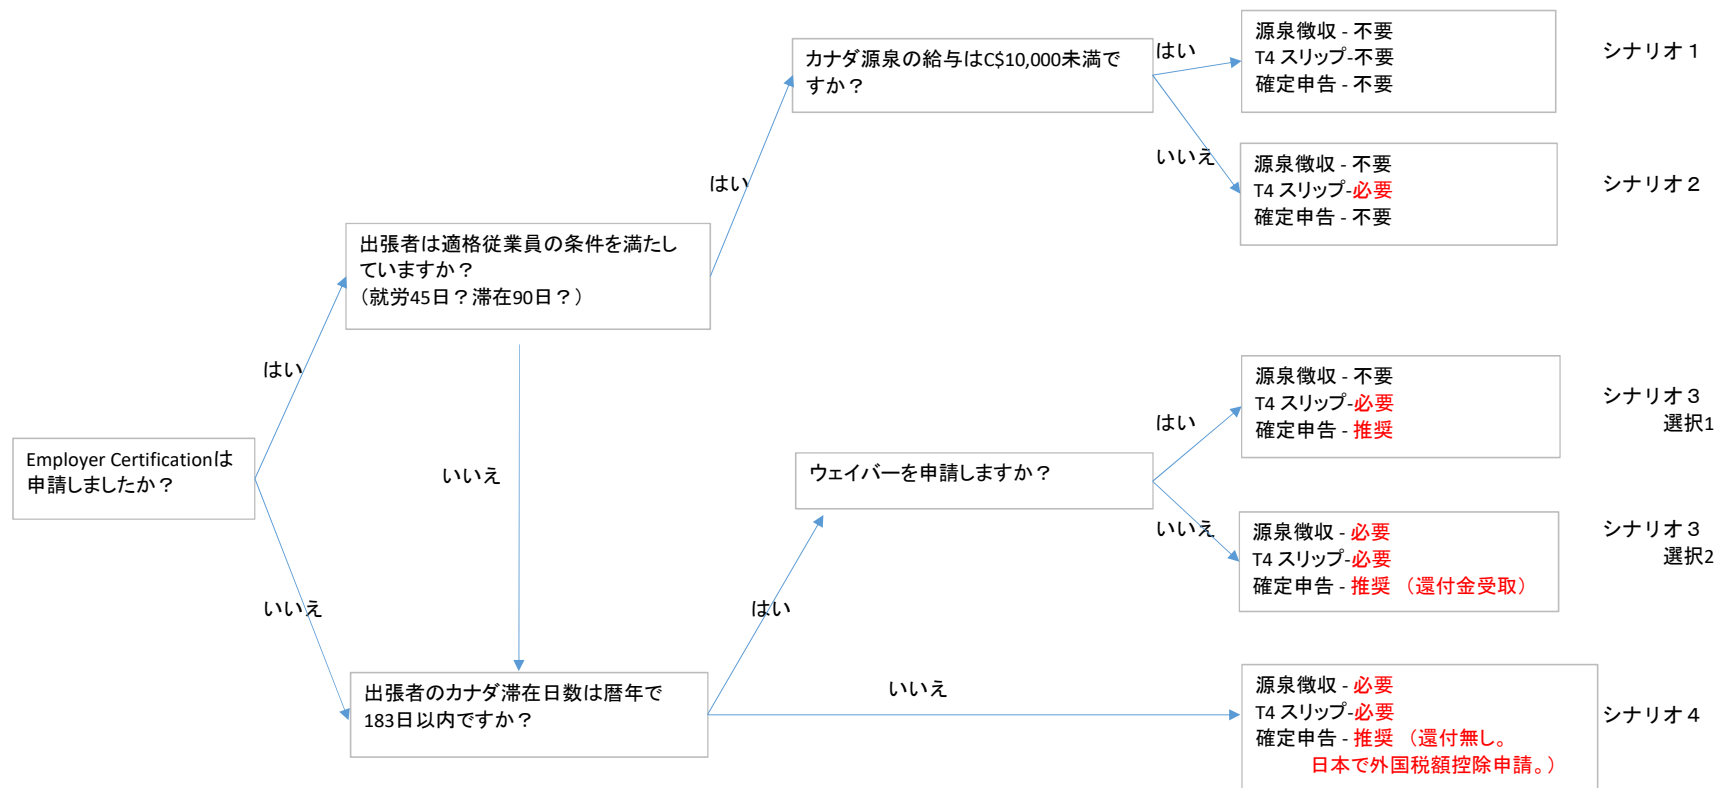 Employer Certificationは
申請しましたか？
はい
いいえ
出張者は適格従業員の条件を満たし
ていますか？
（就労45日？滞在90日？）
はい
いいえ
カナダ源泉の給与はC$10,000未満で
すか？
はい
いいえ
源泉徴収 - 不要
T4 スリップ-不要
確定申告 - 不要
シナリオ１
源泉徴収 - 不要
T4 スリップ-必要
確定申告 - 不要
シナリオ２
出張者のカナダ滞在日数は暦年で
183日以内ですか？
はい
いいえ
ウェイバーを申請しますか？
はい
いいえ
源泉徴収 - 不要
T4 スリップ-必要
確定申告 - 推奨
シナリオ３
選択1
源泉徴収 - 必要
T4 スリップ-必要
確定申告 - 推奨 （還付金受取）
シナリオ３
選択2
源泉徴収 - 必要
T4 スリップ-必要
確定申告 - 推奨 （還付無し。
日本で外国税額控除申請。）
シナリオ４